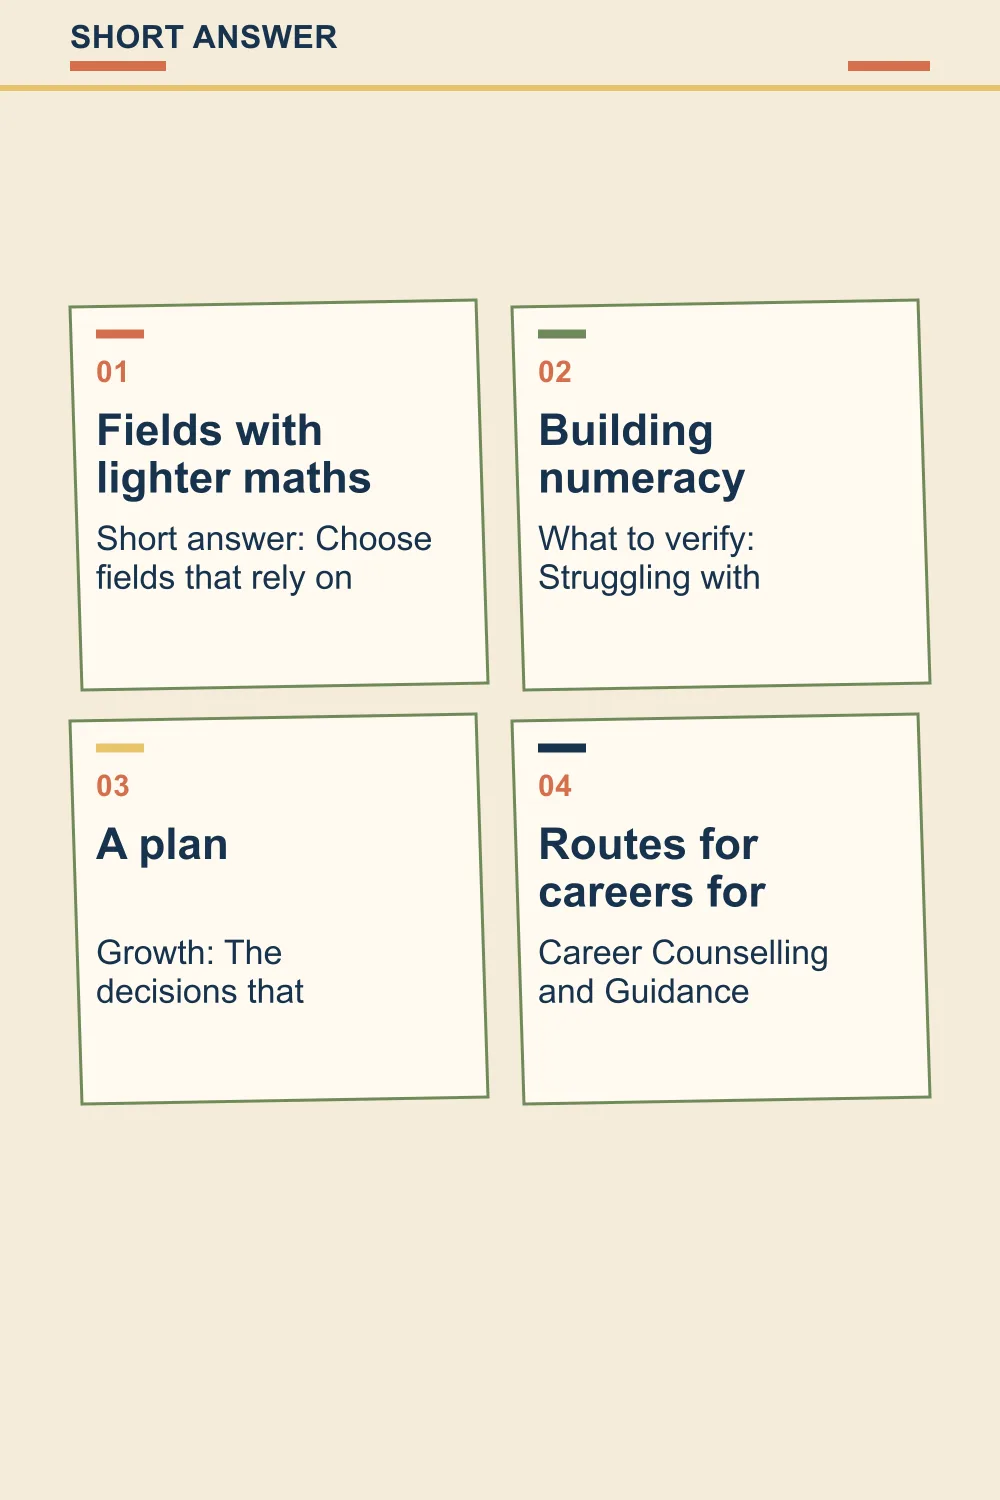 SHORT ANSWER
01
Fields with
lighter maths
Short answer: Choose
fields that rely on
02
Building
numeracy
What to verify:
Struggling with
03
A plan
Growth: The
decisions that
04
Routes for
careers for
Career Counselling
and Guidance